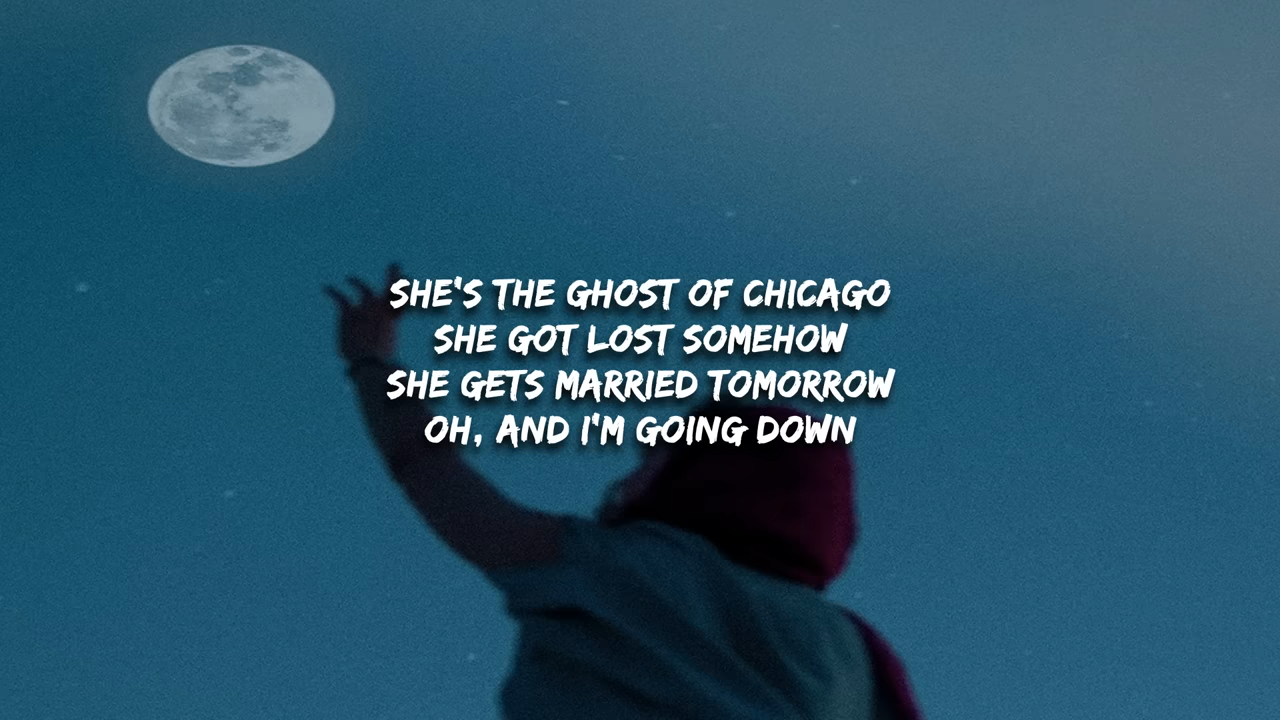 SHE'S THE GHOST OF CHICAGO
SHE GOT LOST SOMEHOW
SHE GETS MARRIED TOMORROW
OH, AND I'M GOING DOWN